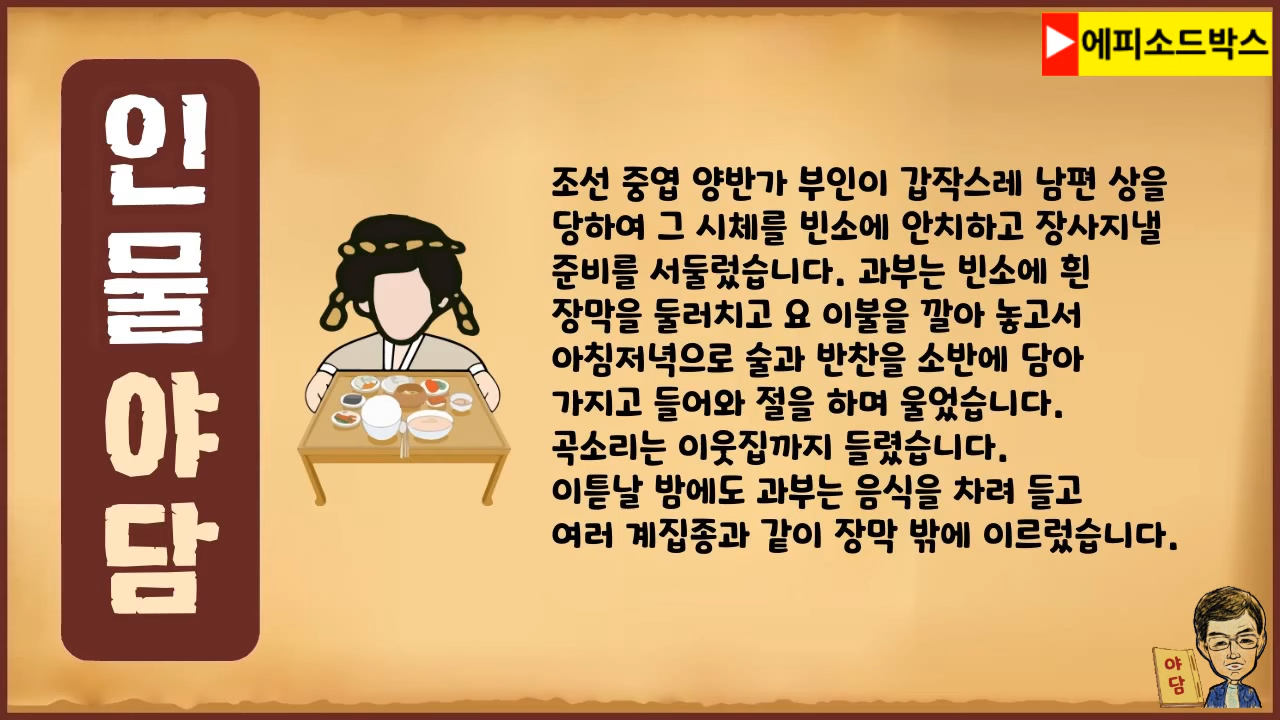 에피소드박스
인물야담
조선 중엽 양반가 부인이 갑작스레 남편 상을
당하여 그 시체를 빈소에 안치하고 장사지낼
준비를 서둘렀습니다. 과부는 빈소에 흰
장막을 둘러치고 요 이불을 깔아 놓고서
아침저녁으로 술과 반찬을 소반에 담아
가지고 들어와 절을 하며 울었습니다.
곡소리는 이웃집까지 들렸습니다.
이튿날 밤에도 과부는 음식을 차려 들고
여러 계집종과 같이 장막 밖에 이르렀습니다.
야담